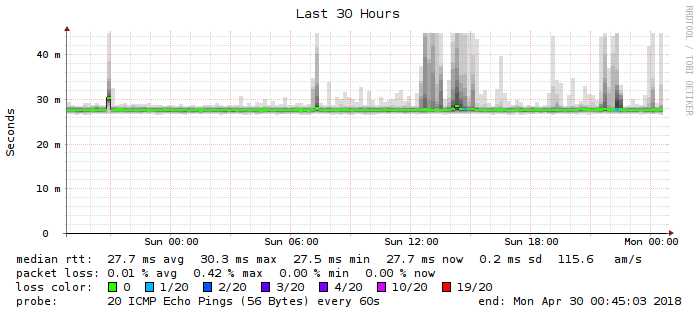 Last 30 Hours
RRDTOOL / TOBI OETIKER
Seconds
40 m
30 m
20 m
10 m
0
Sun 00:00 Sun 06:00 Sun 12:00 Sun 18:00 Mon 00:00
median rtt: 27.7 ms avg 30.3 ms max 27.5 ms min 27.7 ms now 0.2 ms sd 115.6 am/s
packet loss: 0.01 % avg 0.42 % max 0.00 % min 0.00 % now
loss color: 0 1/20 2/20 3/20 4/20 10/20 19/20
probe: 20 ICMP Echo Pings (56 Bytes) every 60s end: Mon Apr 30 00:45:03 2018